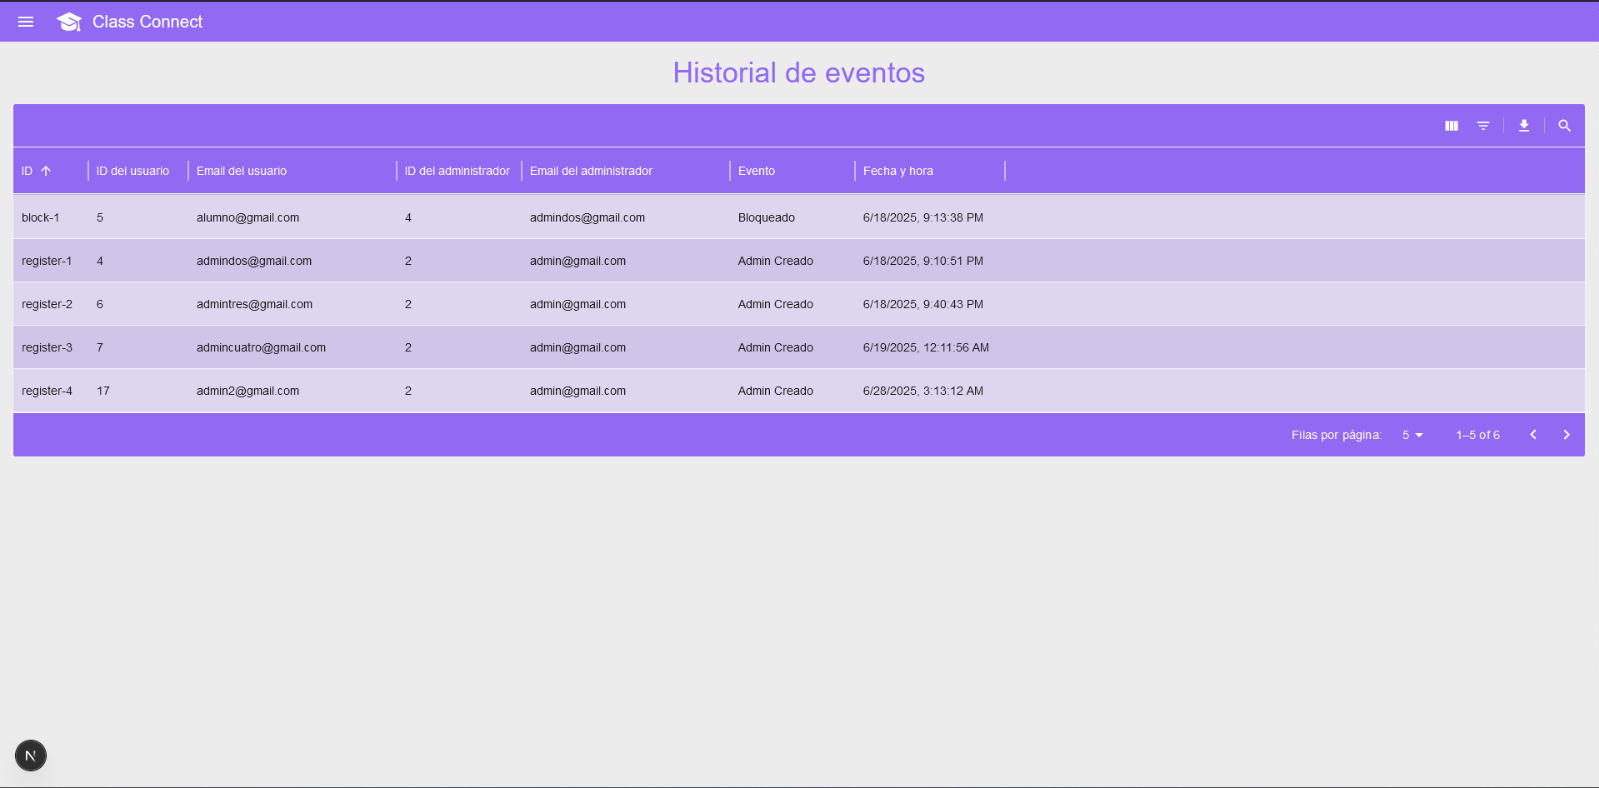 Class Connect
Historial de eventos
ID ID del usuario Email del usuario ID del administrador Email del administrador Evento Fecha y hora
block-1 5 alumno@gmail.com 4 admindos@gmail.com Bloqueado 6/18/2025, 9:13:38 PM
register-1 4 admindos@gmail.com 2 admin@gmail.com Admin Creado 6/18/2025, 9:10:51 PM
register-2 6 admintres@gmail.com 2 admin@gmail.com Admin Creado 6/18/2025, 9:40:43 PM
register-3 7 admincuatro@gmail.com 2 admin@gmail.com Admin Creado 6/19/2025, 12:11:56 AM
register-4 17 admin2@gmail.com 2 admin@gmail.com Admin Creado 6/28/2025, 3:13:12 AM
Filas por página: 5 1–5 of 6
N